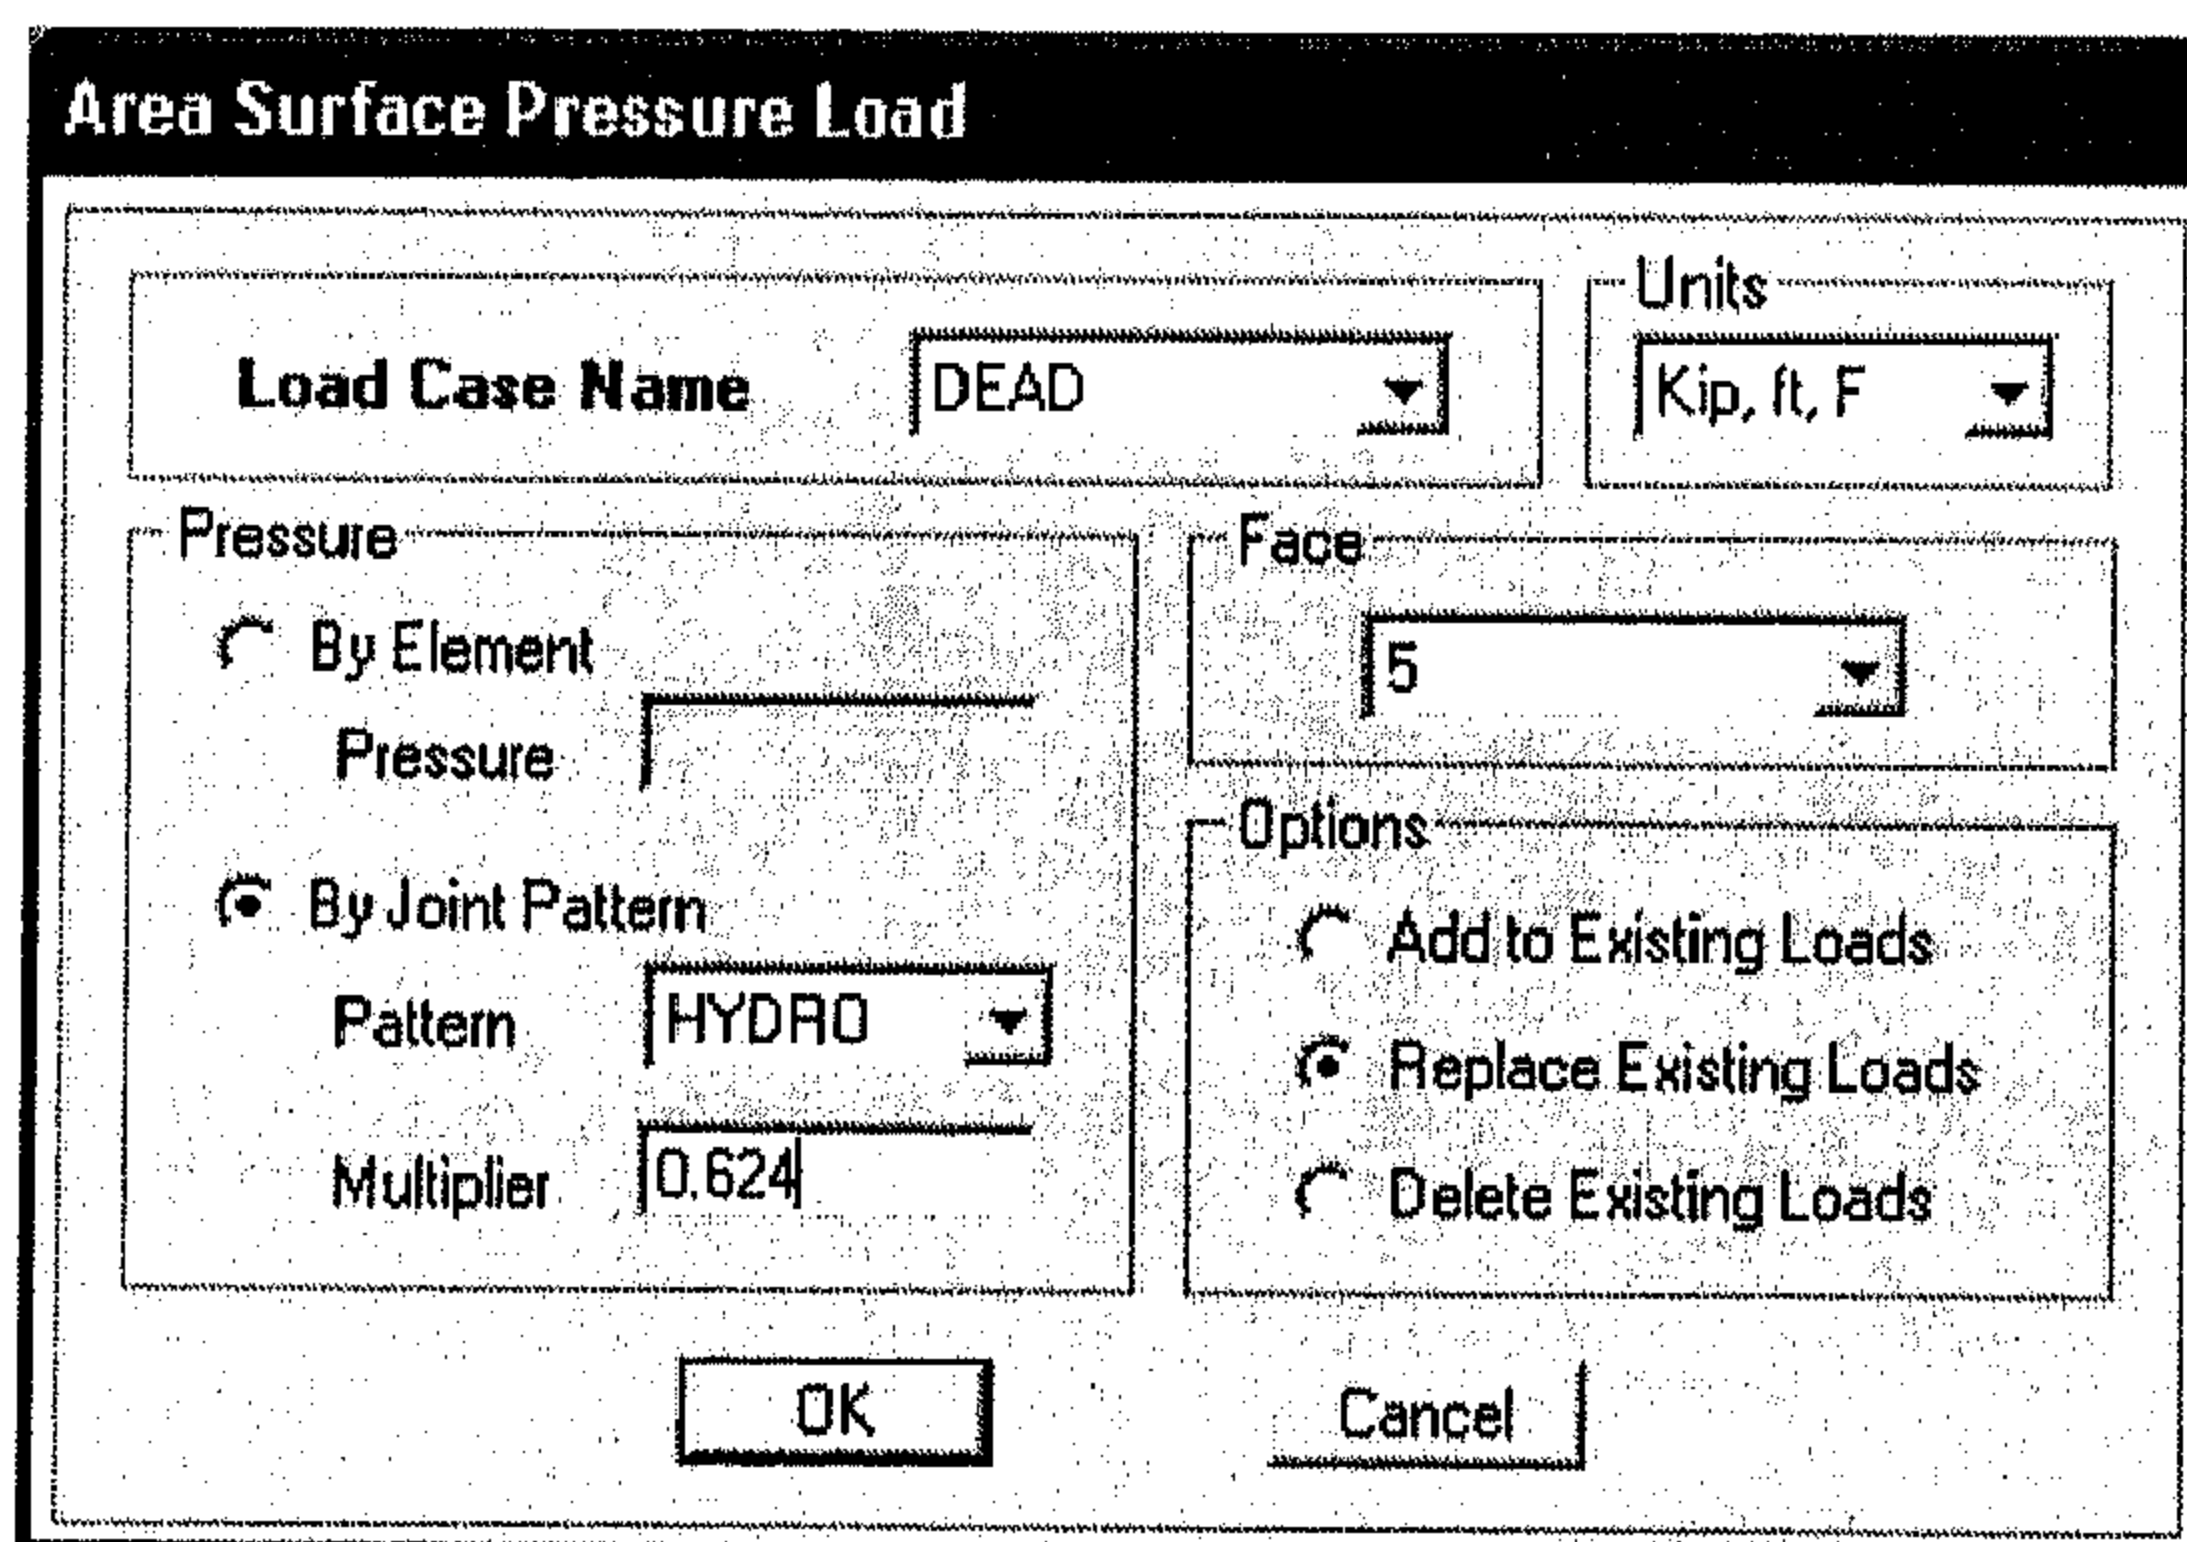 Area Surface Pressure Load
Load Case Name DEAD
Units
Kip, ft, F
Pressure
By Element
Pressure
By Joint Pattern
Pattern HYDRO
Multiplier 0.624
Face
5
Options
Add to Existing Loads
Replace Existing Loads
Delete Existing Loads
OK
Cancel